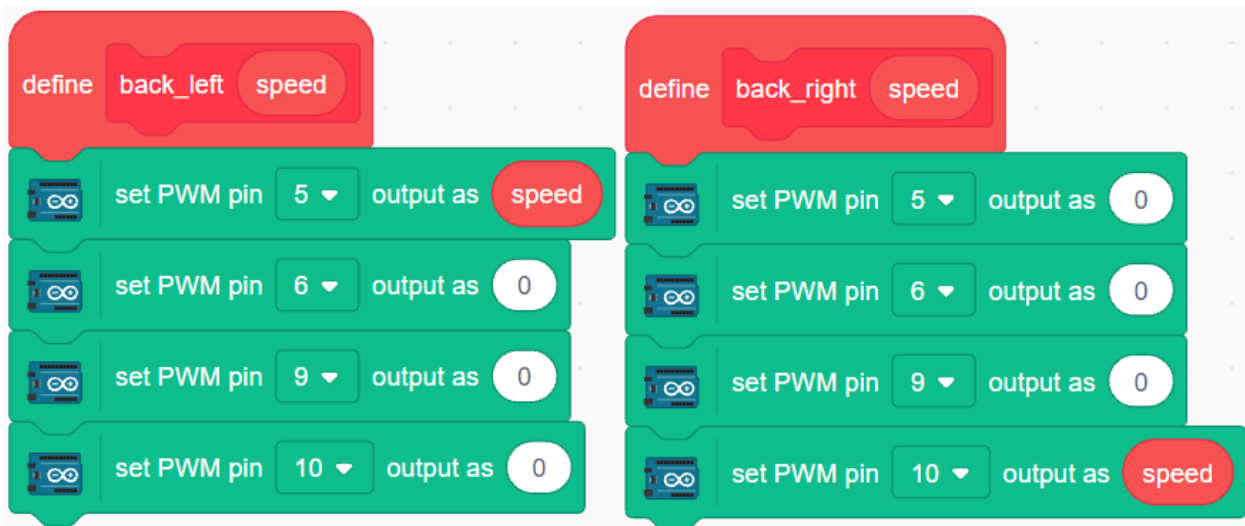 define back_left speed
set PWM pin 5 output as speed
set PWM pin 6 output as 0
set PWM pin 9 output as 0
set PWM pin 10 output as 0
define back_right speed
set PWM pin 5 output as 0
set PWM pin 6 output as 0
set PWM pin 9 output as 0
set PWM pin 10 output as speed